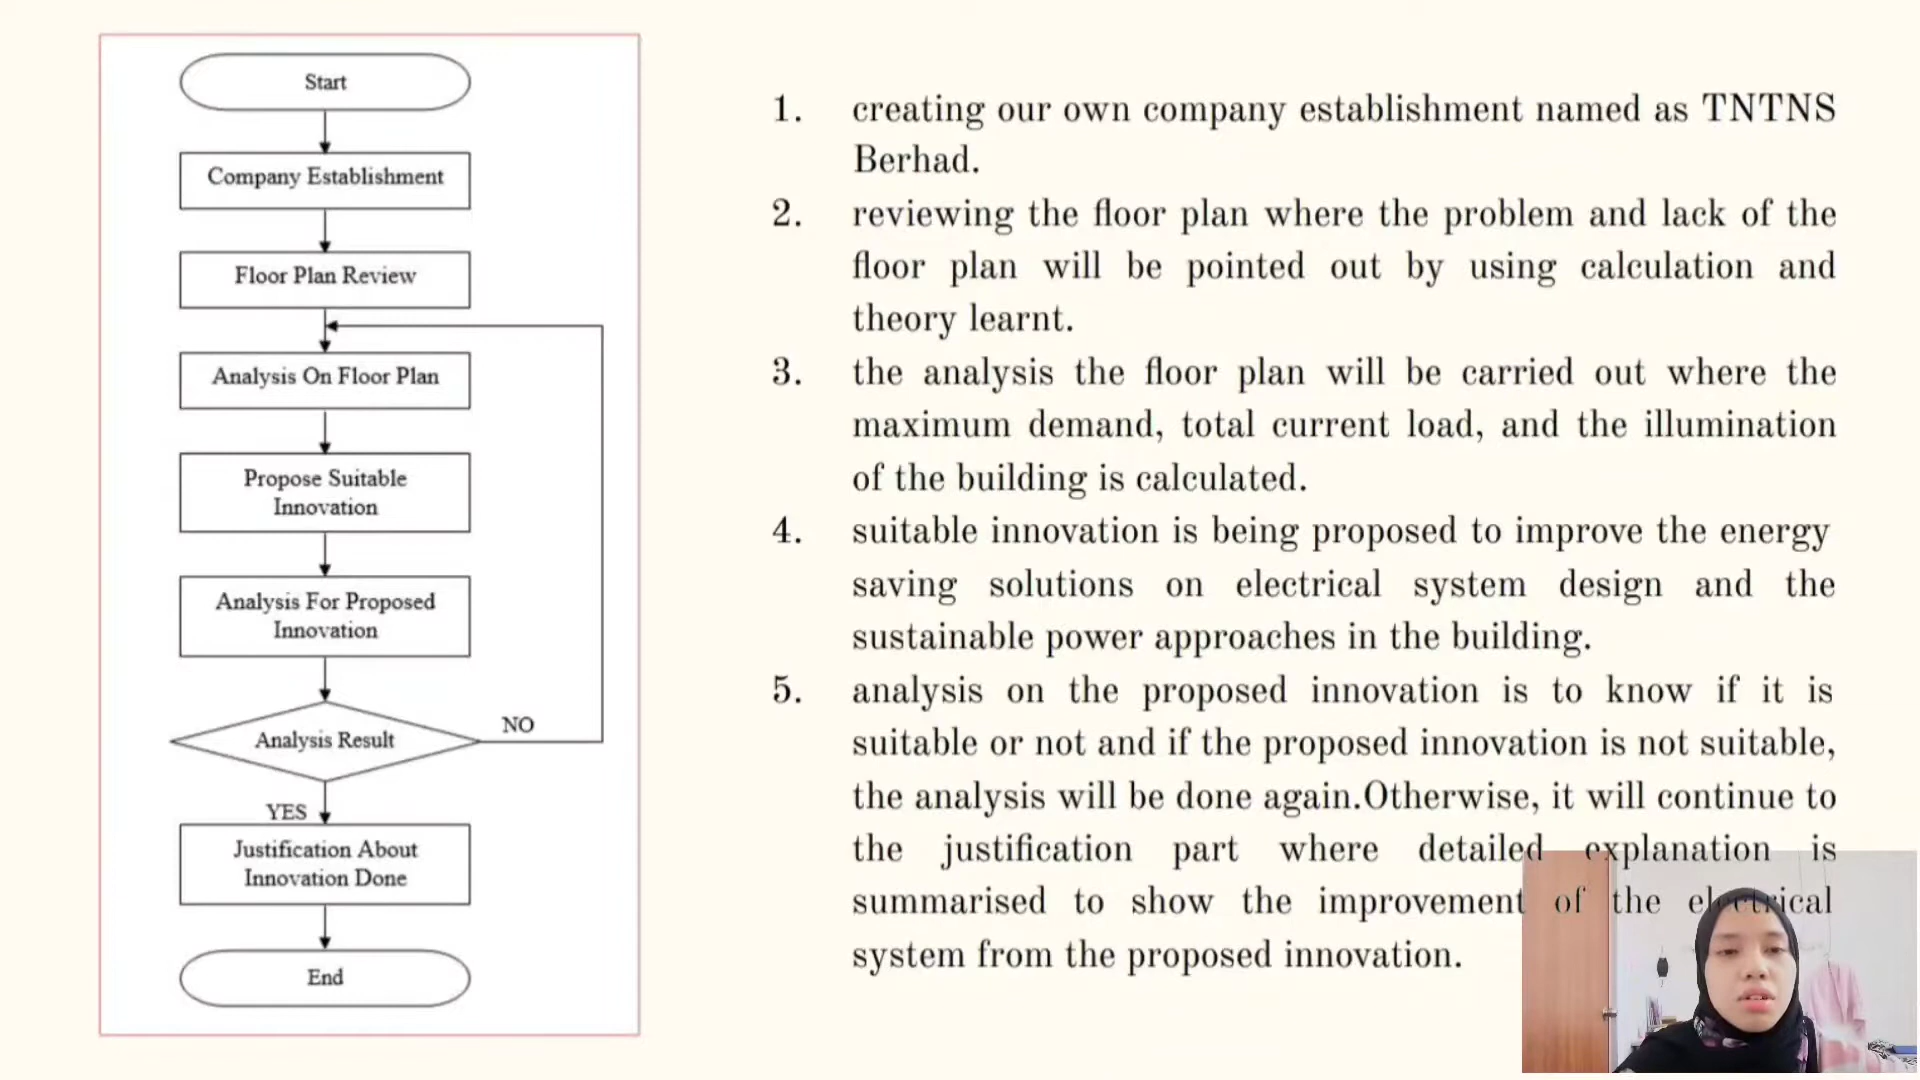 Start
Company Establishment
Floor Plan Review
Analysis On Floor Plan
Propose Suitable
Innovation
Analysis For Proposed
Innovation
Analysis Result
NO
YES
Justification About
Innovation Done
End
1. creating our own company establishment named as TNTNS
Berhad.
2. reviewing the floor plan where the problem and lack of the
floor plan will be pointed out by using calculation and
theory learnt.
3. the analysis the floor plan will be carried out where the
maximum demand, total current load, and the illumination
of the building is calculated.
4. suitable innovation is being proposed to improve the energy
saving solutions on electrical system design and the
sustainable power approaches in the building.
5. analysis on the proposed innovation is to know if it is
suitable or not and if the proposed innovation is not suitable,
the analysis will be done again.Otherwise, it will continue to
the justification part where detailed explanation is
summarised to show the improvement of the electrical
system from the proposed innovation.